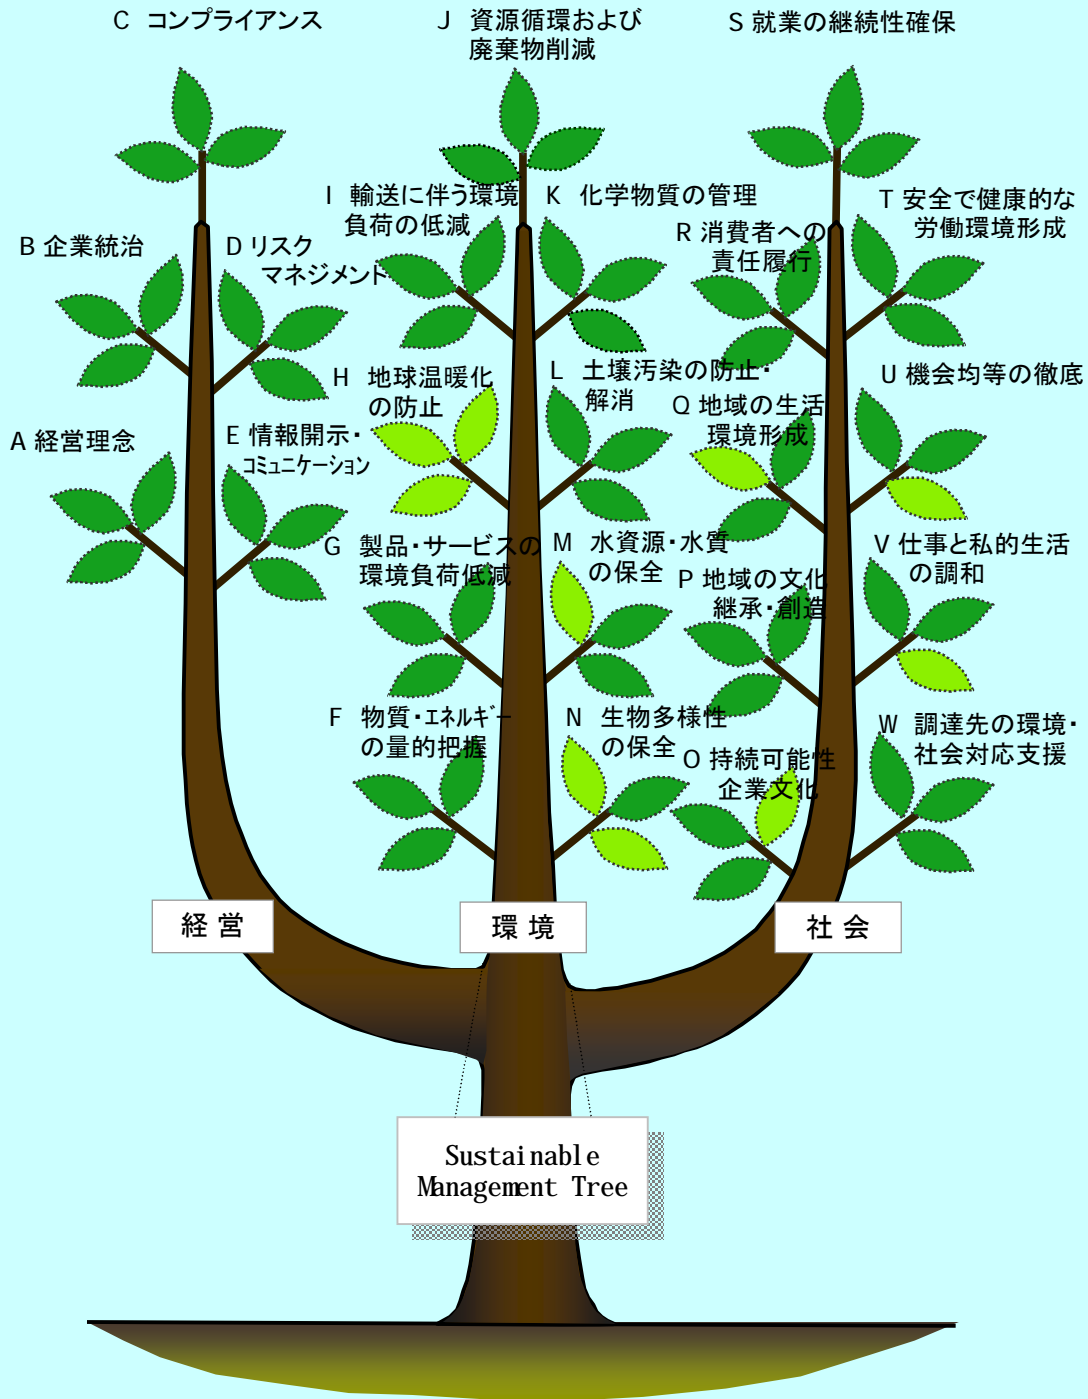 C コンプライアンス
J 資源循環および
廃棄物削減
S 就業の継続性確保
B 企業統治
D リスク
マネジメント
I 輸送に伴う環境
負荷の低減
K 化学物質の管理
R 消費者への
責任履行
T 安全で健康的な
労働環境形成
A 経営理念
E 情報開示・
コミュニケーション
H 地球温暖化
の防止
L 土壌汚染の防止・
解消
Q 地域の生活
環境形成
U 機会均等の徹底
G 製品・サービスの
環境負荷低減
M 水資源・水質
の保全
P 地域の文化
継承・創造
V 仕事と私的生活
の調和
F 物質・エネルギー
の量的把握
N 生物多様性
の保全
O 持続可能性
企業文化
W 調達先の環境・
社会対応支援
経営
環境
社会
Sustainable
Management Tree